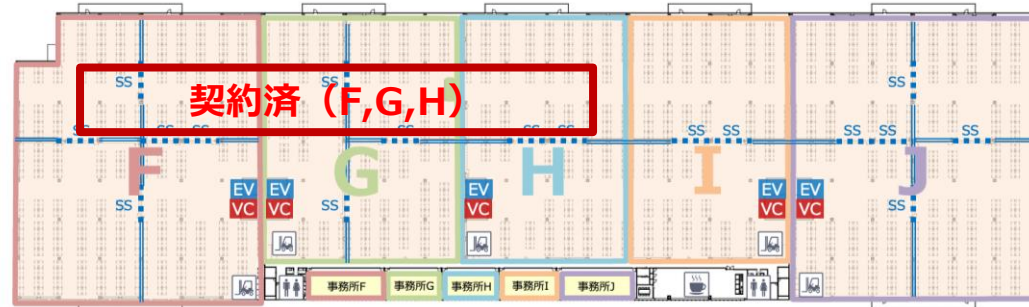 SS SS SS
契約済（F,G,H）
SS SS SS SS SS SS SS SS SS SS SS
F G H I J
EV EV EV EV EV
VC VC VC VC VC
SS SS SS
事務所F 事務所G 事務所H 事務所I 事務所J